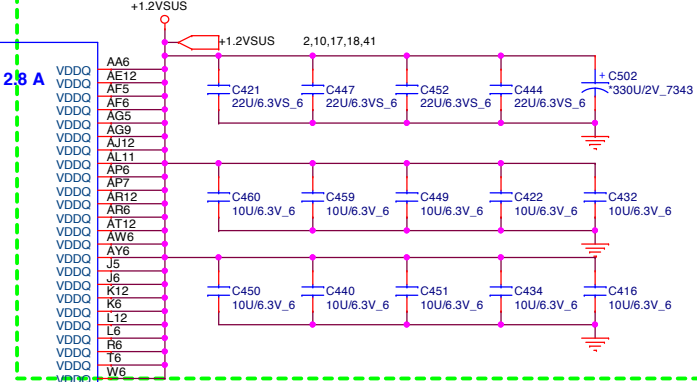 +1.2VSUS
+1.2VSUS 2,10,17,18,41
2.8 A
VDDQ AA6
VDDQ AE12
VDDQ AF5
VDDQ AF6
VDDQ AG5
VDDQ AG9
VDDQ AJ12
VDDQ AL11
VDDQ AP6
VDDQ AP7
VDDQ AR12
VDDQ AR6
VDDQ AT12
VDDQ AW6
VDDQ AY6
VDDQ J5
VDDQ J6
VDDQ K12
VDDQ K6
VDDQ L12
VDDQ L6
VDDQ R6
VDDQ T6
VDDQ W6
C421 C447 C452 C444 + C502
22U/6.3VS_6 22U/6.3VS_6 22U/6.3VS_6 22U/6.3VS_6 *330U/2V_7343
C460 C459 C449 C422 C432
10U/6.3V_6 10U/6.3V_6 10U/6.3V_6 10U/6.3V_6 10U/6.3V_6
C450 C440 C451 C434 C416
10U/6.3V_6 10U/6.3V_6 10U/6.3V_6 10U/6.3V_6 10U/6.3V_6